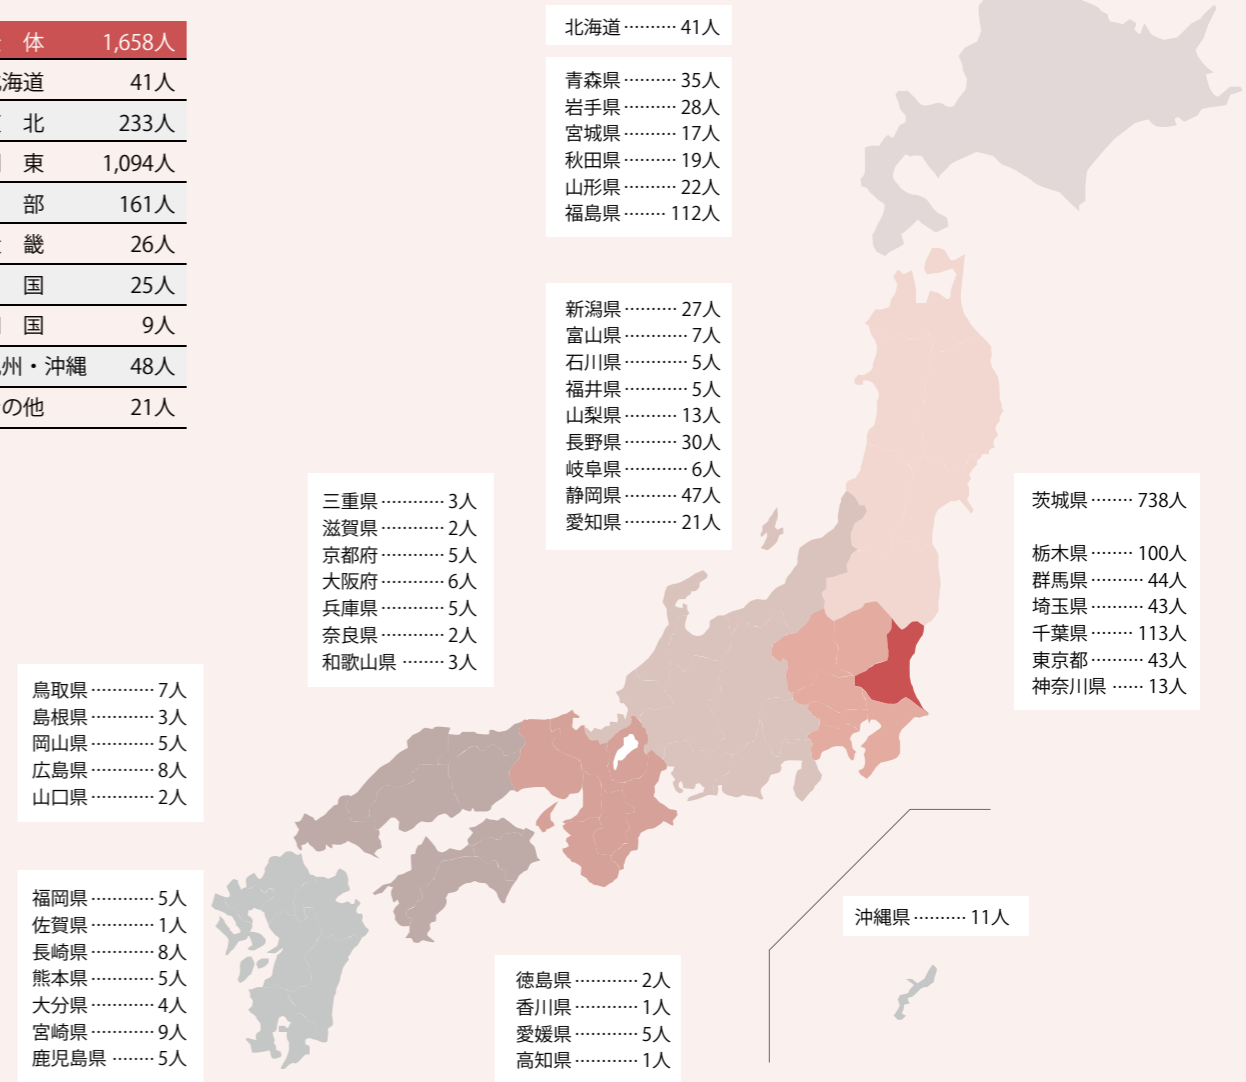 体 1,658人
海道 41人
北 233人
東 1,094人
部 161人
畿 26人
国 25人
国 9人
州・沖縄 48人
の他 21人
北海道 ·········· 41人
青森県 ·········· 35人
岩手県 ·········· 28人
宮城県 ·········· 17人
秋田県 ·········· 19人
山形県 ·········· 22人
福島県 ········ 112人
新潟県 ·········· 27人
富山県 ············ 7人
石川県 ············ 5人
福井県 ············ 5人
山梨県 ·········· 13人
長野県 ·········· 30人
岐阜県 ············ 6人
静岡県 ·········· 47人
愛知県 ·········· 21人
茨城県 ········ 738人
栃木県 ········ 100人
群馬県 ·········· 44人
埼玉県 ·········· 43人
千葉県 ········ 113人
東京都 ·········· 43人
神奈川県 ······ 13人
三重県 ············ 3人
滋賀県 ············ 2人
京都府 ············ 5人
大阪府 ············ 6人
兵庫県 ············ 5人
奈良県 ············ 2人
和歌山県 ········ 3人
鳥取県 ············ 7人
島根県 ············ 3人
岡山県 ············ 5人
広島県 ············ 8人
山口県 ············ 2人
福岡県 ············ 5人
佐賀県 ············ 1人
長崎県 ············ 8人
熊本県 ············ 5人
大分県 ············ 4人
宮崎県 ············ 9人
鹿児島県 ········ 5人
徳島県 ············ 2人
香川県 ············ 1人
愛媛県 ············ 5人
高知県 ············ 1人
沖縄県 ·········· 11人